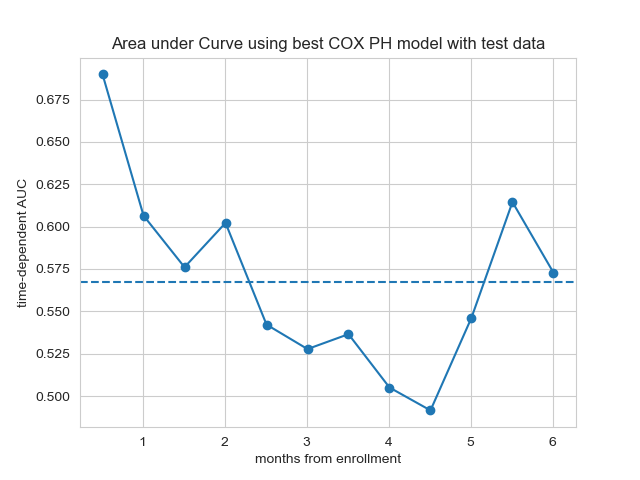 Area under Curve using best COX PH model with test data
time-dependent AUC
0.675
0.650
0.625
0.600
0.575
0.550
0.525
0.500
1 2 3 4 5 6
months from enrollment